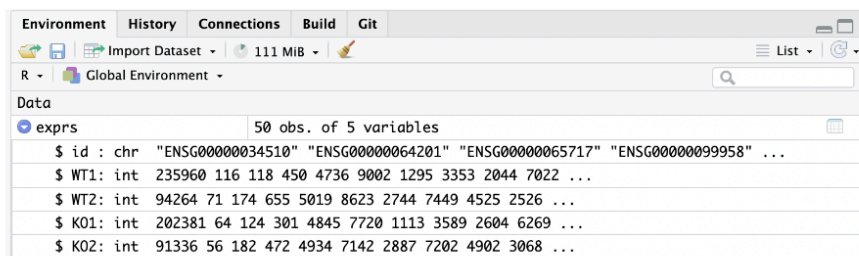 Environment History Connections Build Git
Import Dataset 111 MiB List
R Global Environment
Data
exprs 50 obs. of 5 variables
$ id : chr "ENSG00000034510" "ENSG00000064201" "ENSG00000065717" "ENSG00000099958" ...
$ WT1: int 235960 116 118 450 4736 9002 1295 3353 2044 7022 ...
$ WT2: int 94264 71 174 655 5019 8623 2744 7449 4525 2526 ...
$ KO1: int 202381 64 124 301 4845 7720 1113 3589 2604 6269 ...
$ KO2: int 91336 56 182 472 4934 7142 2887 7202 4902 3068 ...